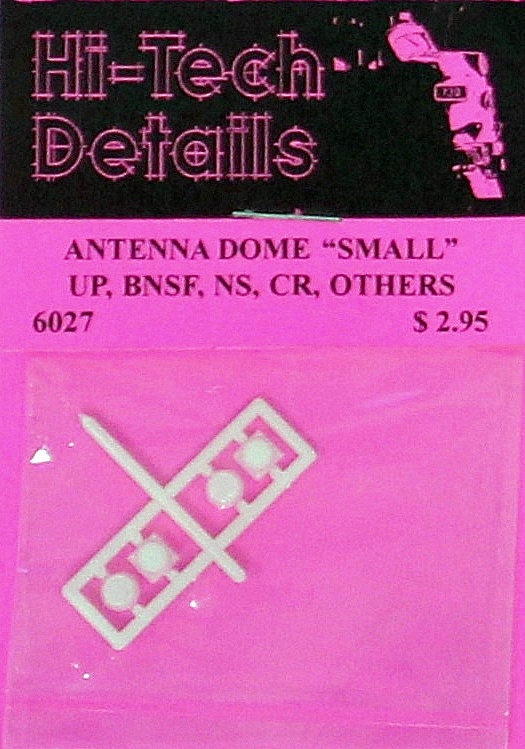 Hi-Tech
Details
ANTENNA DOME “SMALL”
UP, BNSF, NS, CR, OTHERS
6027 $ 2.95